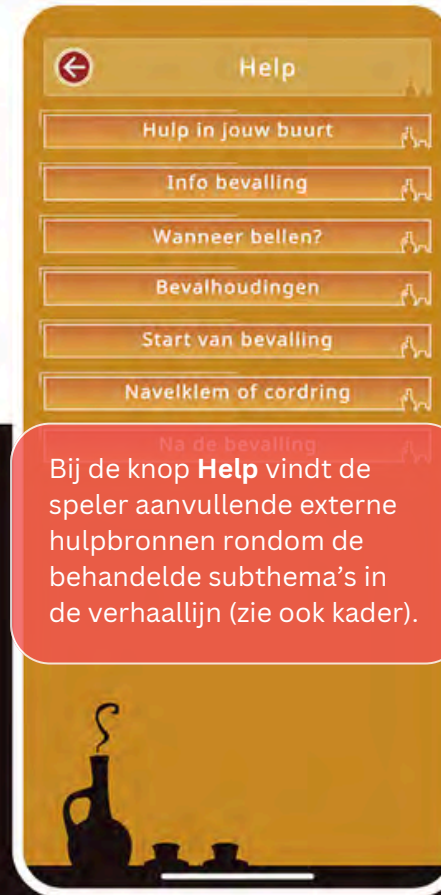 Help
Hulp in jouw buurt
Info bevalling
Wanneer bellen?
Bevalhoudingen
Start van bevalling
Navelklem of cordring
Na de bevalling
Bij de knop Help vindt de
speler aanvullende externe
hulpbronnen rondom de
behandelde subthema's in
de verhaallijn (zie ook kader).